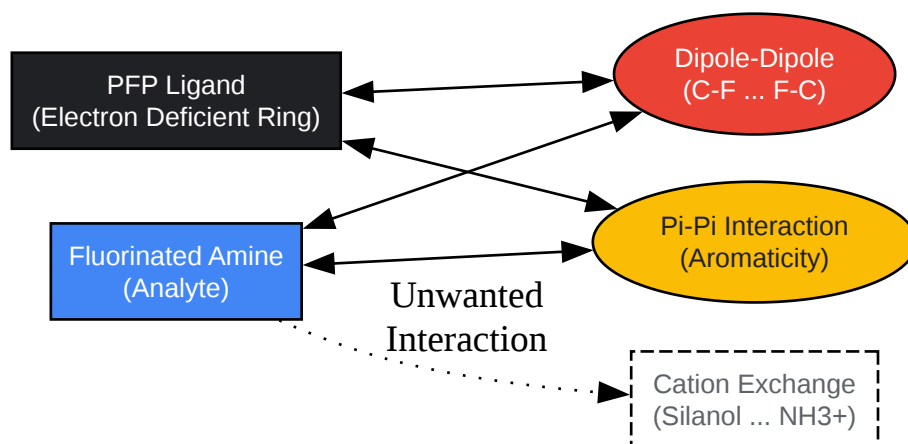 PFP Ligand
(Electron Deficient Ring)
Dipole-Dipole
(C-F ... F-C)
Fluorinated Amine
(Analyte)
Pi-Pi Interaction
(Aromaticity)
Unwanted
Interaction
Cation Exchange
(Silanol ... NH3+)